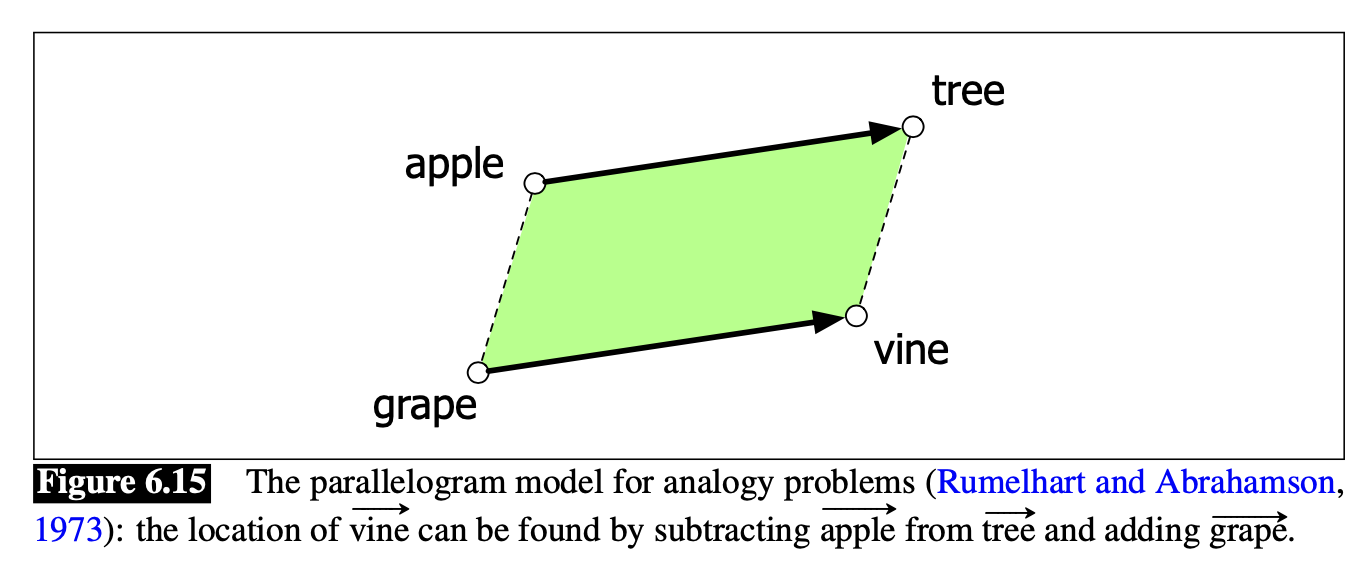 tree
apple
vine
grape
Figure 6.15 The parallelogram model for analogy problems (Rumelhart and Abrahamson,
1973): the location of vine can be found by subtracting apple from tree and adding grape.